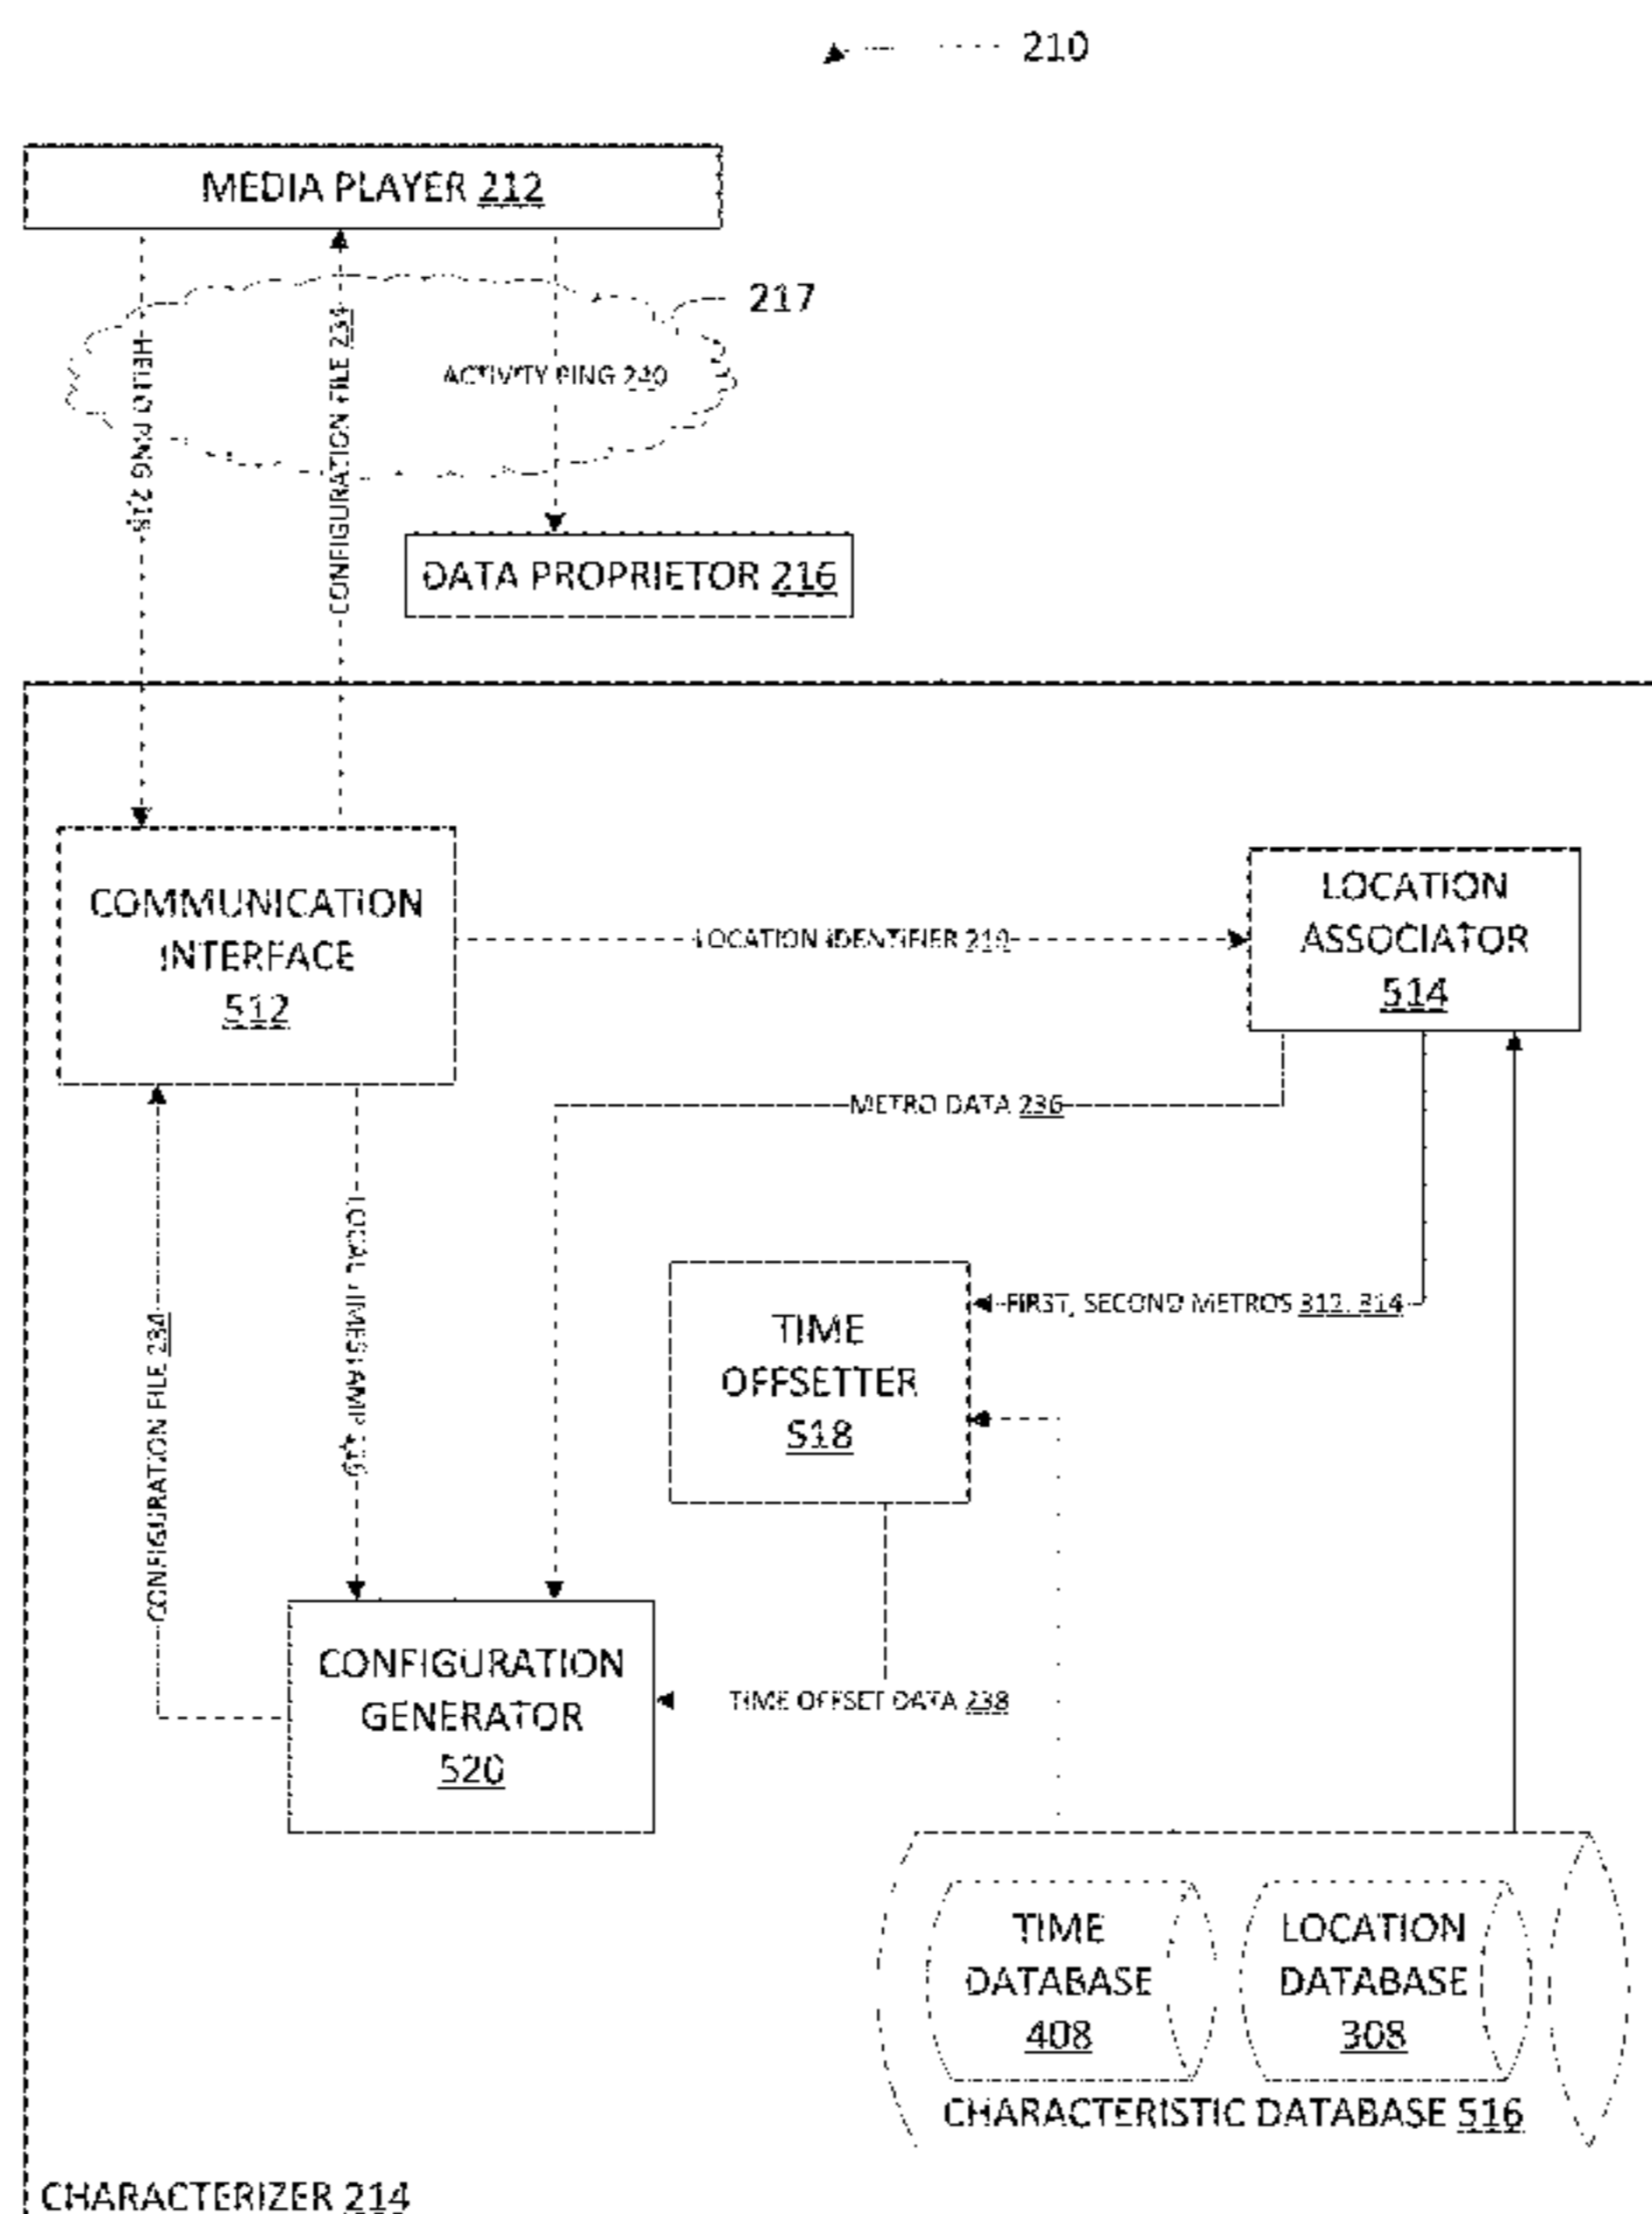 210
MEDIA PLAYER 212
217
HELLO PING 218
CONFIGURATION FILE 234
ACTIVITY PING 240
DATA PROPRIETOR 216
COMMUNICATION
INTERFACE
512
LOCATION IDENTIFIER
LOCATION
ASSOCIATOR
514
METRO DATA 236
LOCAL TIMESTAMP
FIRST, SECOND METROS 312, 314
TIME
OFFSETTER
518
CONFIGURATION FILE 234
CONFIGURATION
GENERATOR
520
TIME OFFSET DATA 238
TIME
DATABASE
408
LOCATION
DATABASE
308
CHARACTERISTIC DATABASE 516
CHARACTERIZER 214